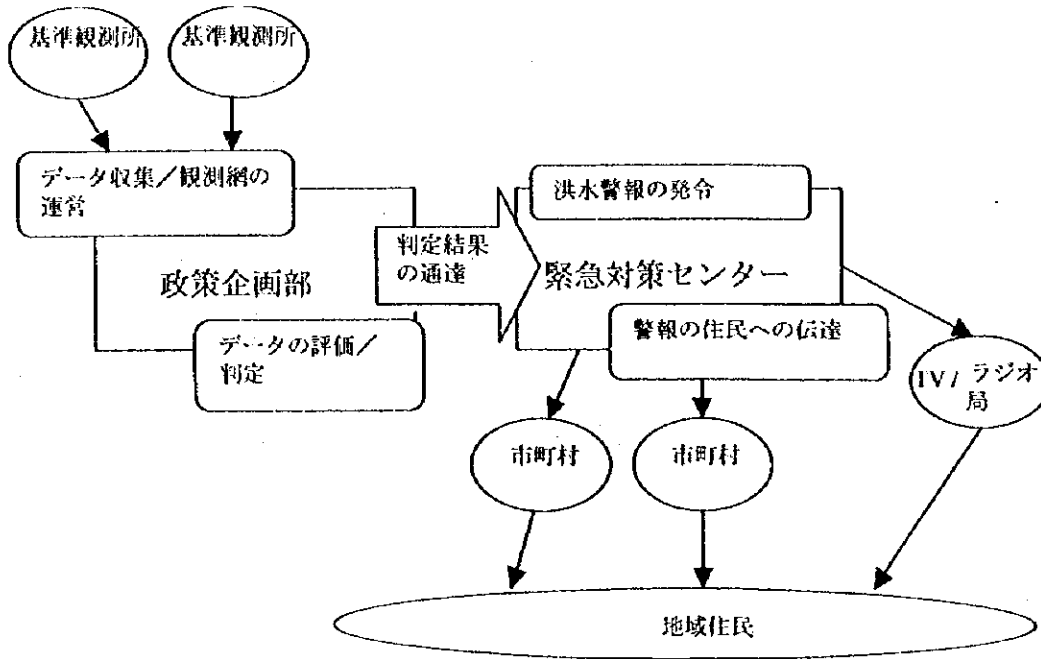 基準観測所
基準観測所
データ収集／観測網の
運営
政策企画部
データの評価／
判定
判定結果
の通達
洪水警報の発令
緊急対策センター
警報の住民への伝達
TV/ ラジオ
局
市町村
市町村
地域住民